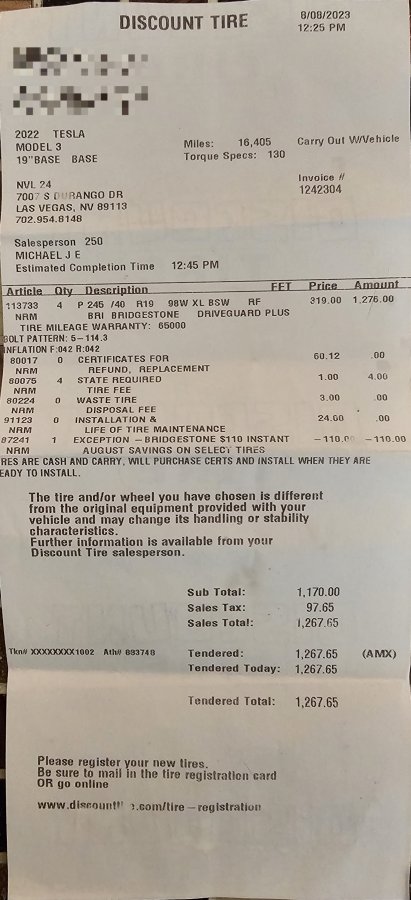 DISCOUNT TIRE
8/08/2023
12:25 PM
2022 TESLA
MODEL 3
19"BASE BASE
Miles: 16,405 Carry Out W/Vehicle
Torque Specs: 130
NVL 24
7007 S DURANGO DR
LAS VEGAS, NV 89113
702.954.8148
Invoice #
1242304
Salesperson 250
MICHAEL J E
Estimated Completion Time 12:45 PM
Article Qty Description FET Price Amount
113733 4 P 245 /40 R19 98W XL BSW RF 319.00 1,276.00
NRM BRI BRIDGESTONE DRIVEGUARD PLUS
TIRE MILEAGE WARRANTY: 65000
BOLT PATTERN: 5-114.3
INFLATION F:042 R:042
80017 0 CERTIFICATES FOR 60.12 .00
NRM REFUND, REPLACEMENT
80075 4 STATE REQUIRED 1.00 4.00
NRM TIRE FEE
80224 0 WASTE TIRE 3.00 .00
NRM DISPOSAL FEE
91123 0 INSTALLATION & 24.00 .00
NRM LIFE OF TIRE MAINTENANCE
87241 1 EXCEPTION - BRIDGESTONE $110 INSTANT -110.00 -110.00
NRM AUGUST SAVINGS ON SELECT TIRES
RES ARE CASH AND CARRY, WILL PURCHASE CERTS AND INSTALL WHEN THEY ARE
EADY TO INSTALL.
The tire and/or wheel you have chosen is different
from the original equipment provided with your
vehicle and may change its handling or stability
characteristics.
Further information is available from your
Discount Tire salesperson.
Sub Total: 1,170.00
Sales Tax: 97.65
Sales Total: 1,267.65
Tkn# XXXXXXXX1002 Ath# 883748 Tendered: 1,267.65 (AMX)
Tendered Today: 1,267.65
Tendered Total: 1,267.65
Please register your new tires.
Be sure to mail in the tire registration card
OR go online
.com/tire-registration